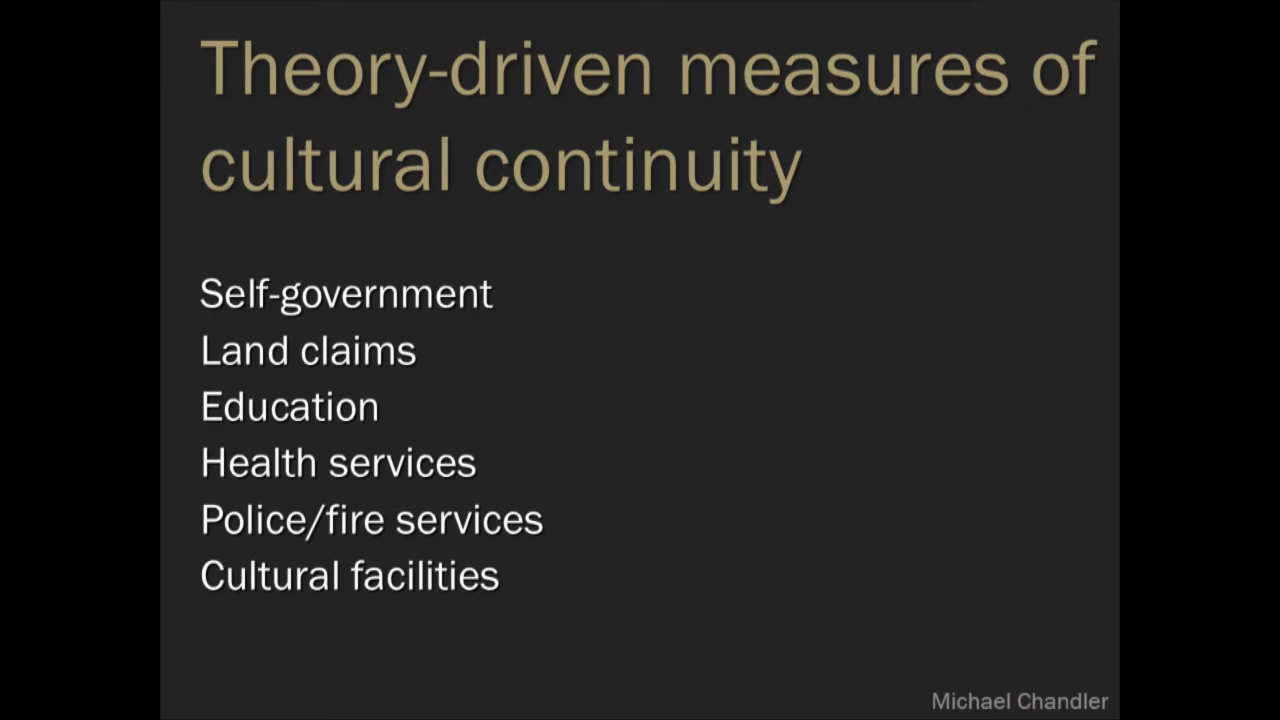 Theory-driven measures of
cultural continuity
Self-government
Land claims
Education
Health services
Police/fire services
Cultural facilities
Michael Chandler